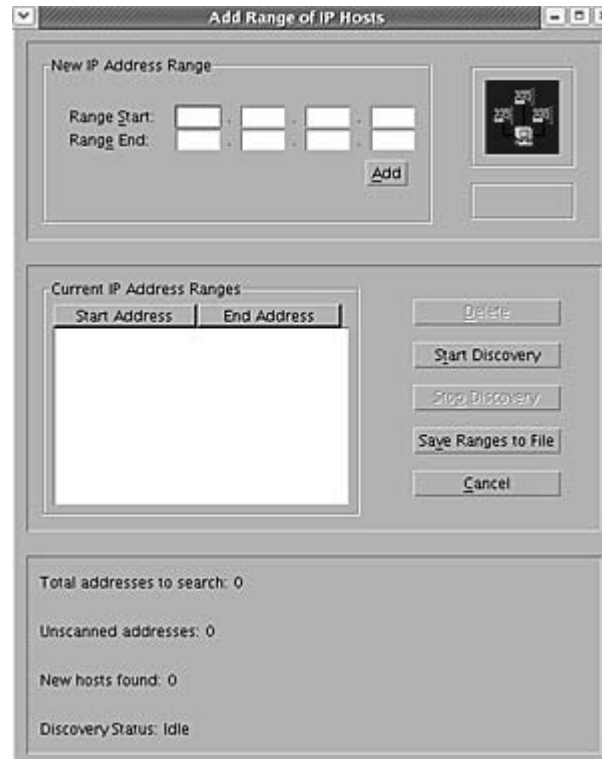 Add Range of IP Hosts
New IP Address Range
Range Start: . . .
Range End: . . .
Add
Current IP Address Ranges
Start Address End Address
Delete
Start Discovery
Stop Discovery
Save Ranges to File
Cancel
Total addresses to search: 0
Unscanned addresses: 0
New hosts found: 0
Discovery Status: Idle